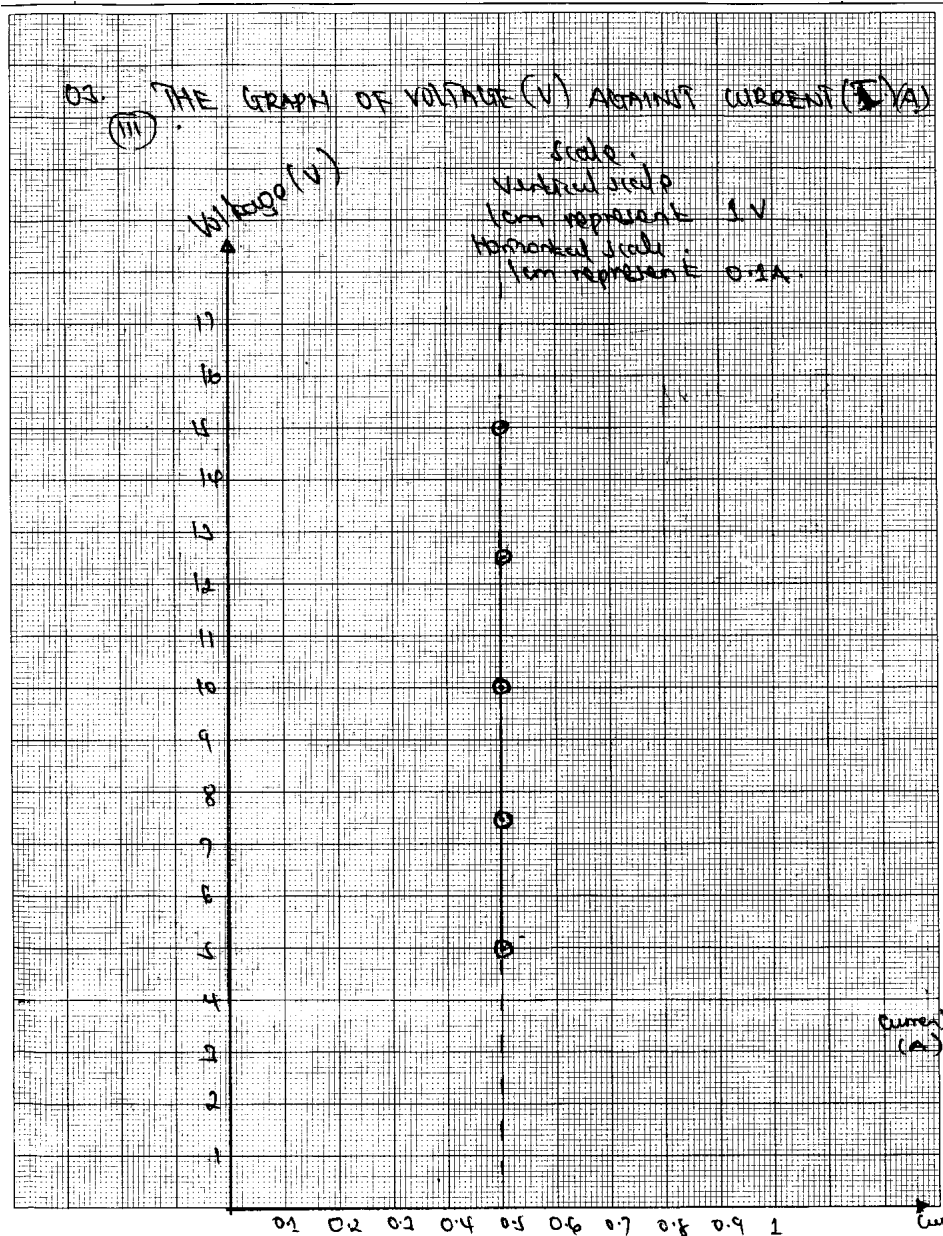 03. THE GRAPH OF VOLTAGE (V) AGAINST CURRENT (I)(A)
(iii).
Voltage (V)
Scale.
Vertical scale
1cm represent 1 V
Horizontal scale.
1cm represent 0.1A.
17
16
15
14
13
12
11
10
9
8
7
6
5
4
3
2
1
Curren
(A)
0.1 0.2 0.3 0.4 0.5 0.6 0.7 0.8 0.9 1